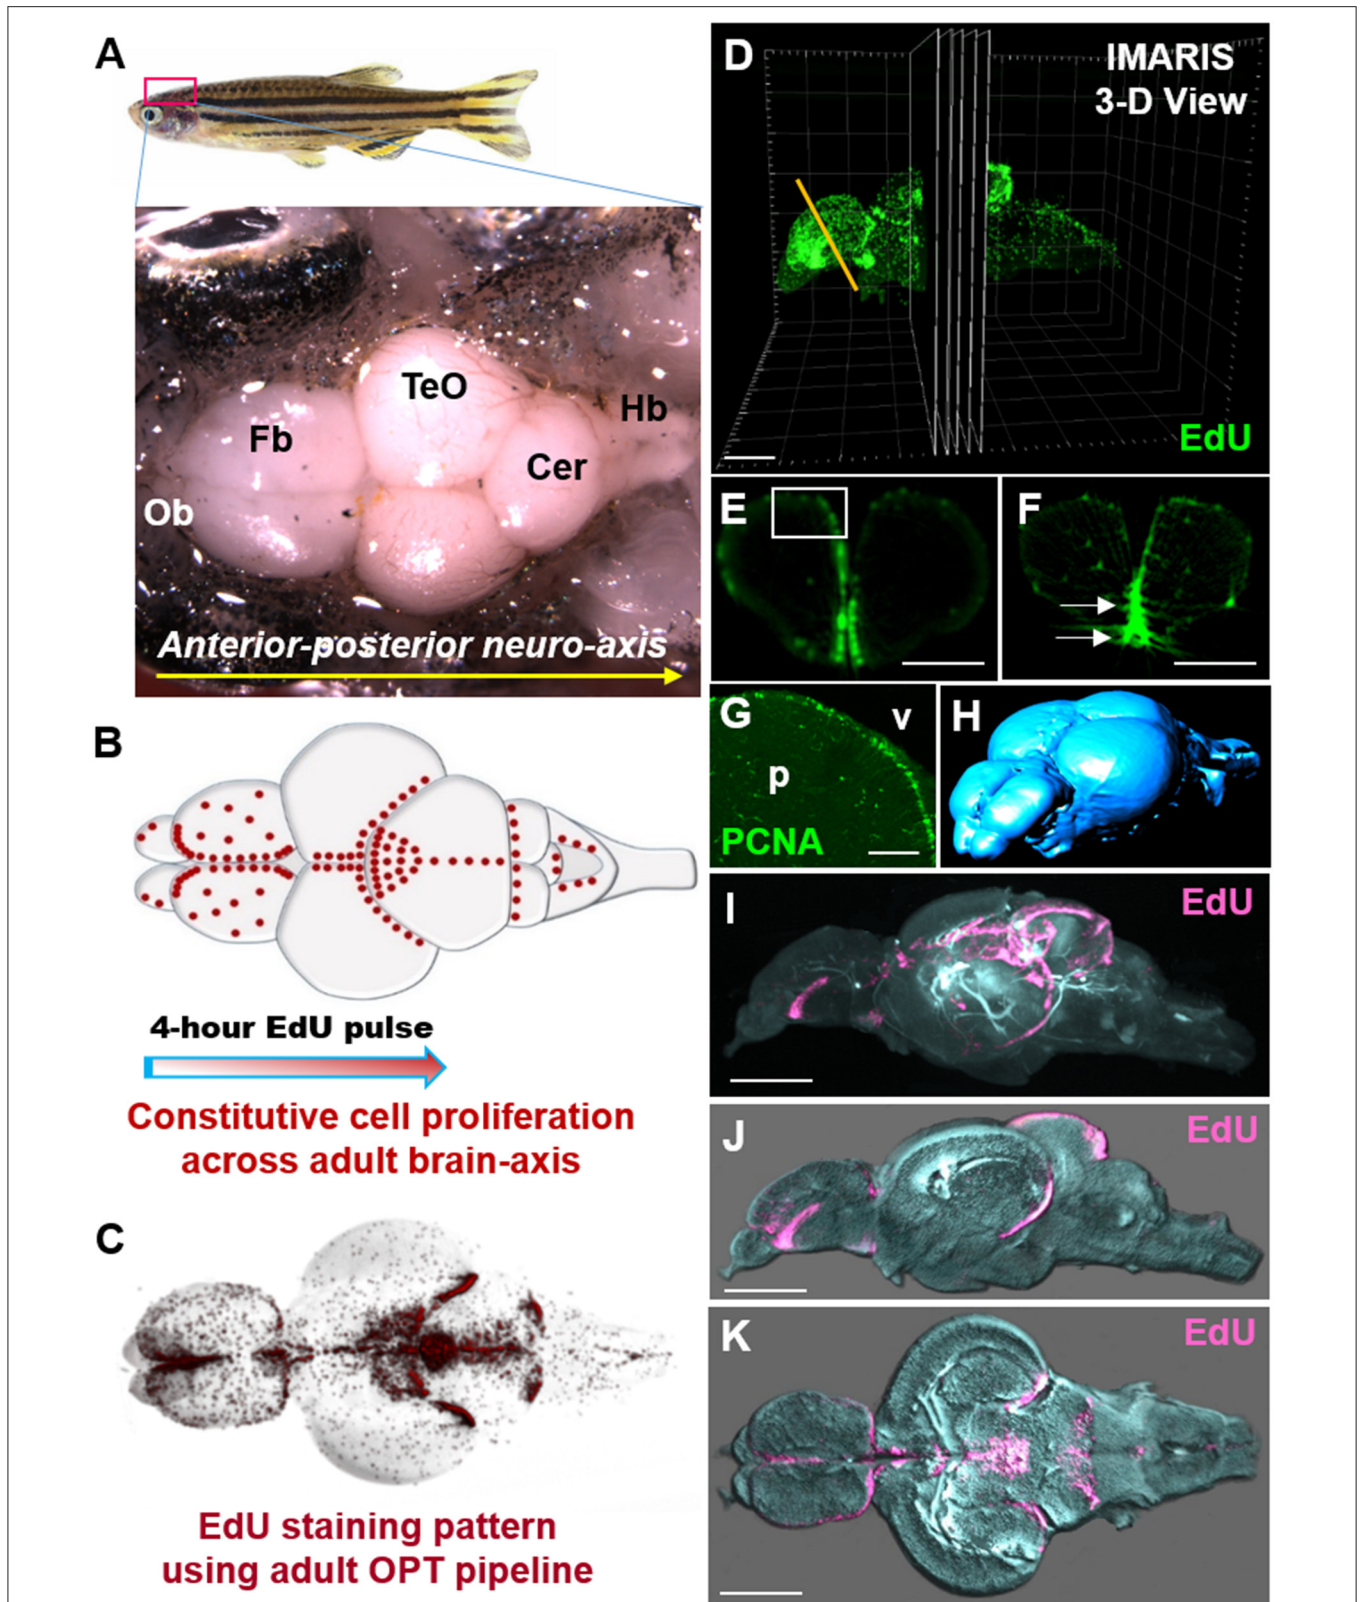 A
TeO
Fb
Hb
Cer
Ob
Anterior-posterior neuro-axis
B
4-hour EdU pulse
Constitutive cell proliferation
across adult brain-axis
C
EdU staining pattern
using adult OPT pipeline
D
IMARIS
3-D View
EdU
E
F
G
v
p
PCNA
H
I
EdU
J
EdU
K
EdU